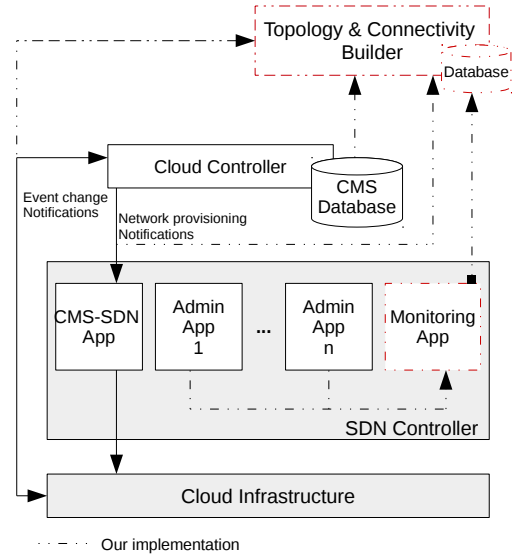 Topology & Connectivity
Builder
Database
Cloud Controller
CMS
Database
Event change
Notifications
Network provisioning
Notifications
CMS-SDN
App
Admin
App
1
...
Admin
App
n
Monitoring
App
SDN Controller
Cloud Infrastructure
Our implementation